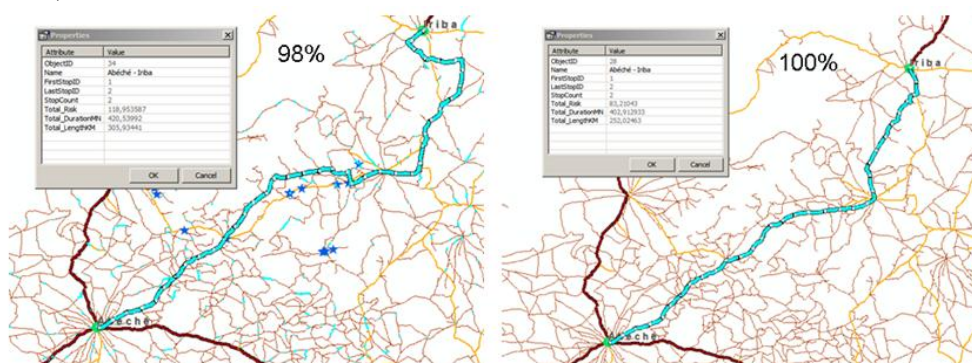 Properties
Attribute Value
ObjectID 34
Name Abéché - Iriba
FirstStopID 1
LastStopID 2
StopCount 2
Total_Risk 118,953587
Total_DurationMN 420,53992
Total_LengthKM 305,93441
OK Cancel
98%
Iriba
Abéché
Properties
Attribute Value
ObjectID 28
Name Abéché - Iriba
FirstStopID 1
LastStopID 2
StopCount 2
Total_Risk 83,21043
Total_DurationMN 402,912933
Total_LengthKM 252,02463
OK Cancel
100%
Iriba
Abéché